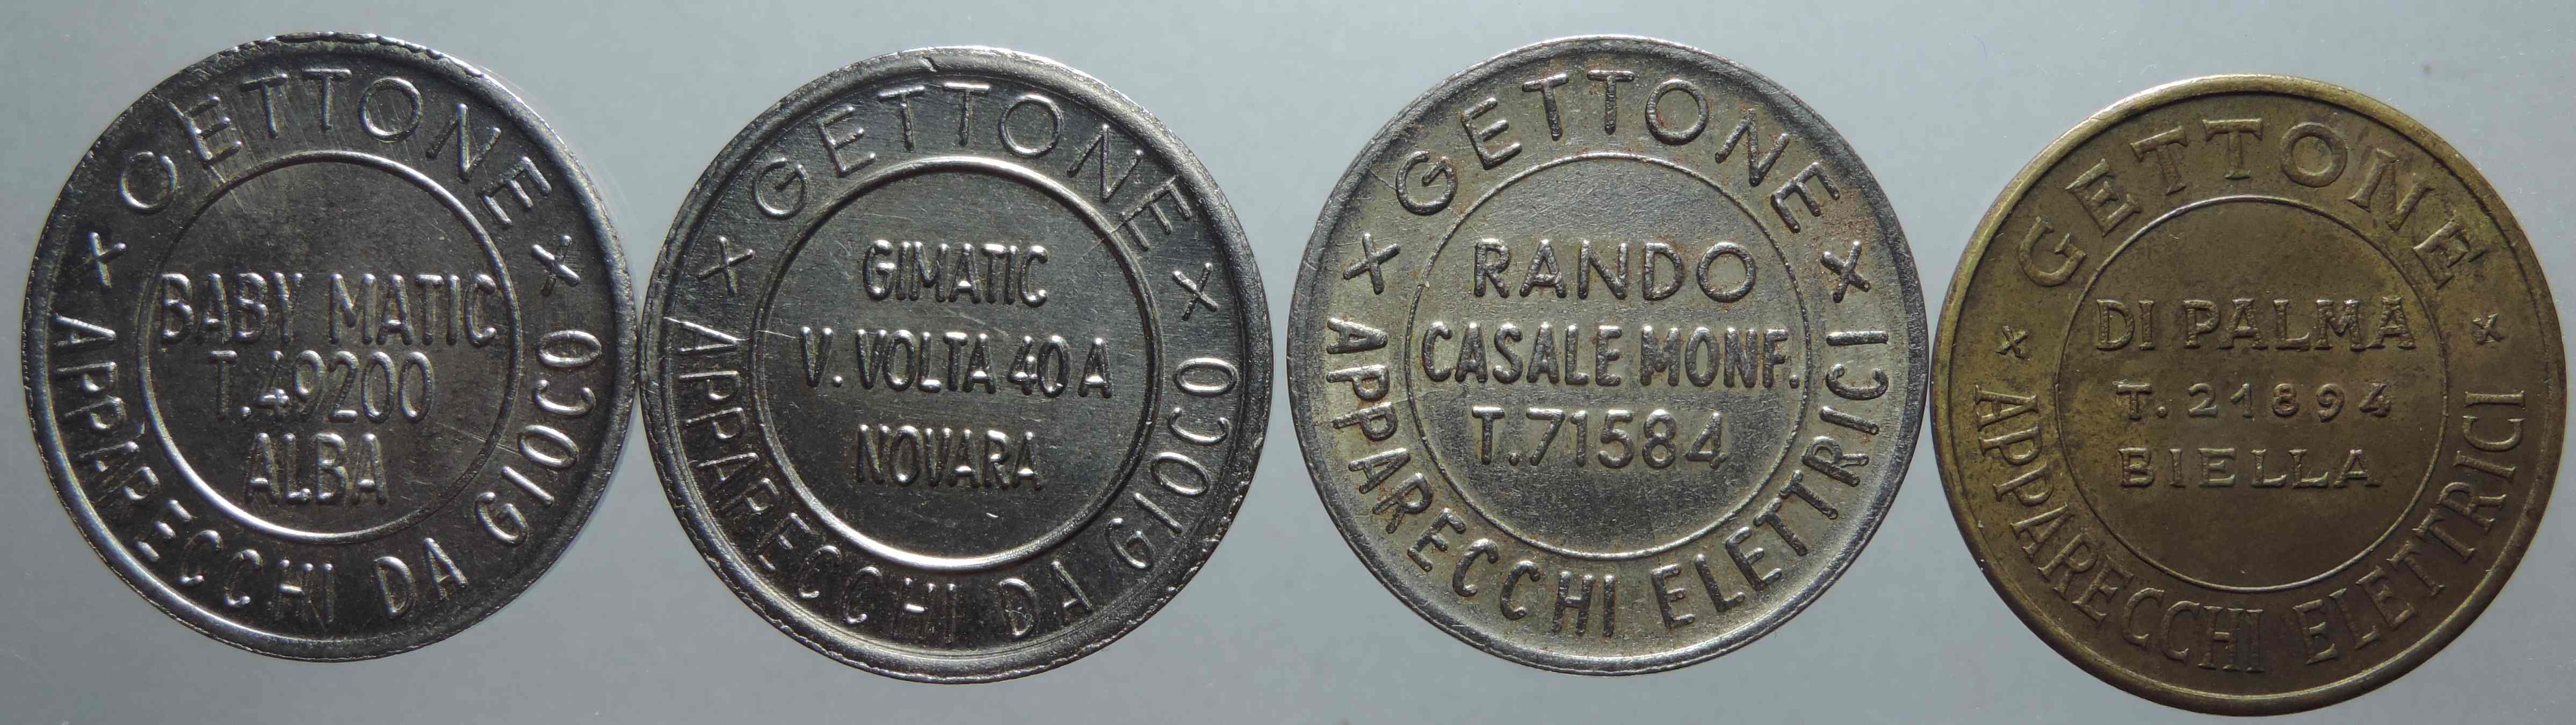 GETTONE
BABY MATIC
T.49200
ALBA
× APPARECCHI DA GIOCO ×
GETTONE
GIMATIC
V. VOLTA 40 A
NOVARA
× APPARECCHI DA GIOCO ×
GETTONE
RANDO
CASALE MONF.
T.71584
× APPARECCHI ELETTRICI ×
GETTONE
DI PALMA
T. 21894
BIELLA
× APPARECCHI ELETTRICI ×